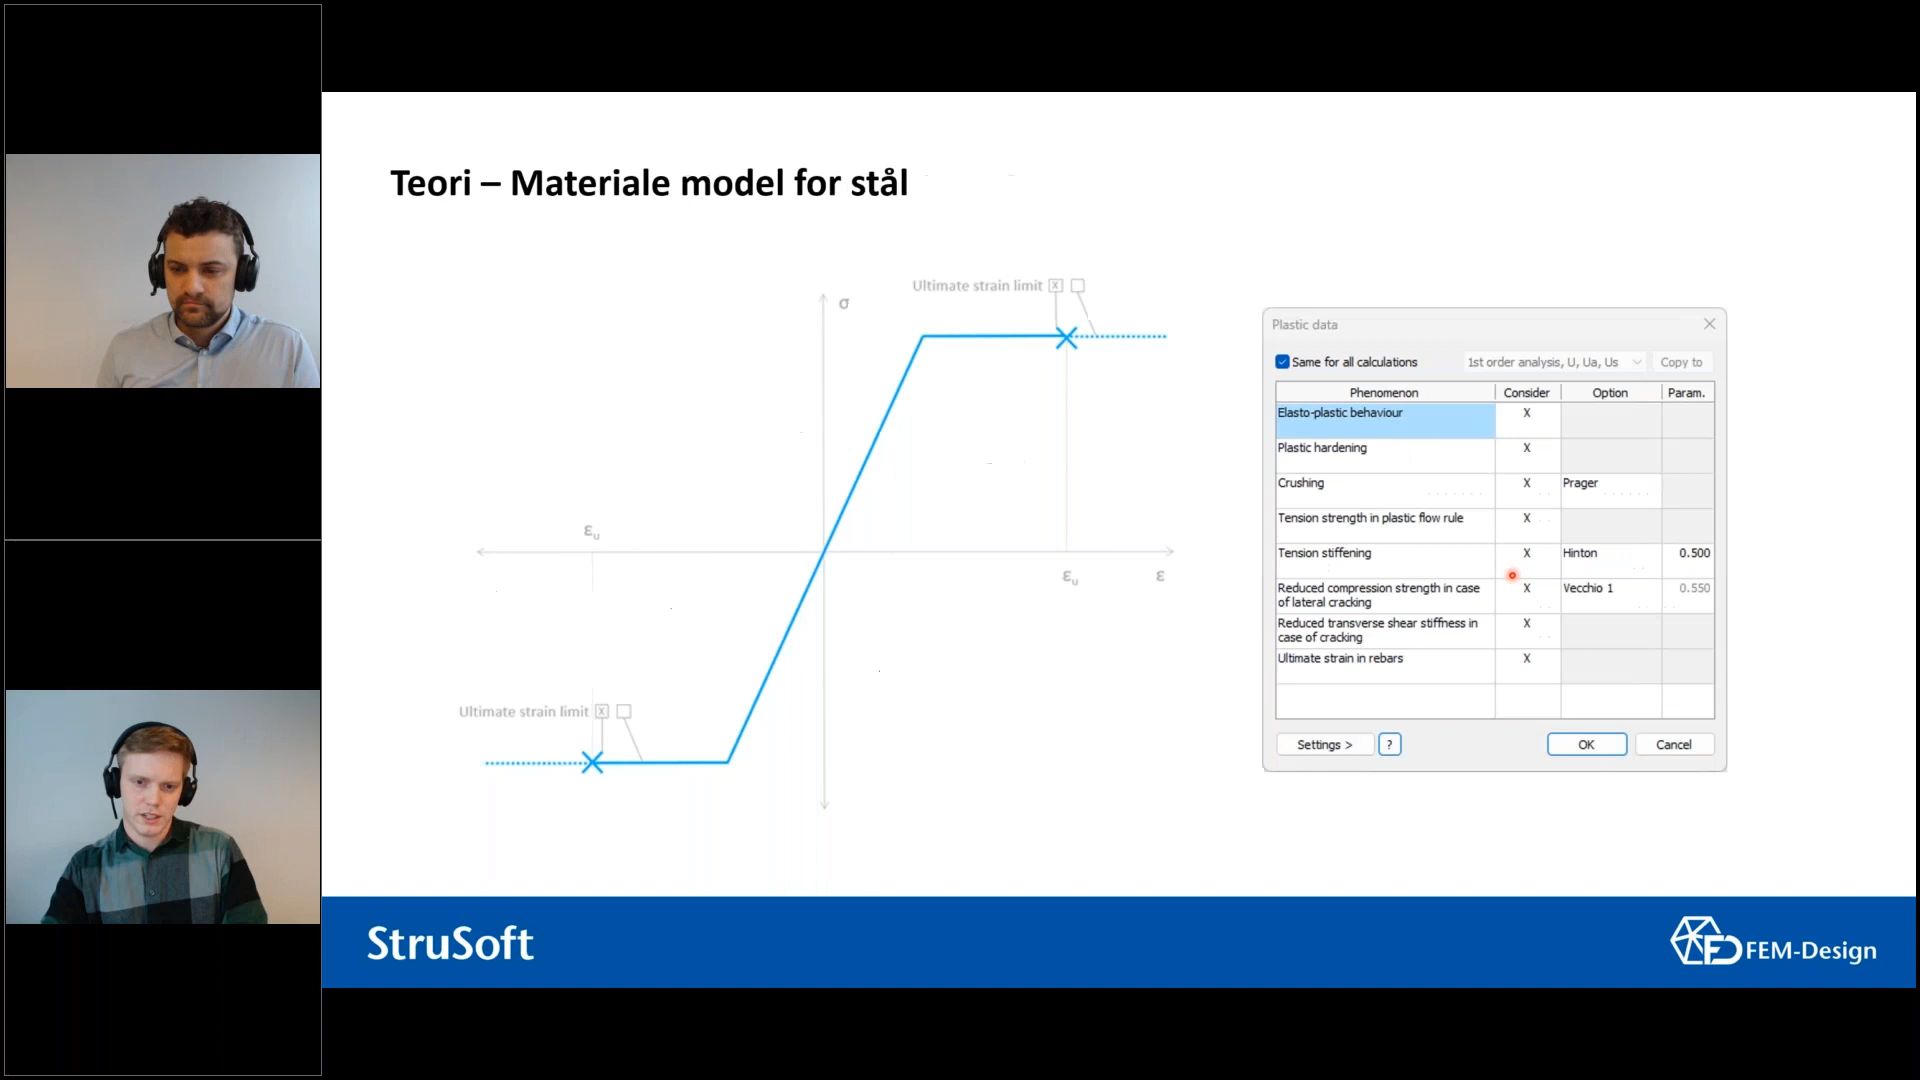 Teori – Materiale model for stål
Ultimate strain limit X
σ
εu
εu
ε
Ultimate strain limit X
Plastic data
Same for all calculations
1st order analysis, U, Ua, Us
Copy to
Phenomenon Consider Option Param.
Elasto-plastic behaviour X
Plastic hardening X
Crushing X Prager
Tension strength in plastic flow rule X
Tension stiffening X Hinton 0.500
Reduced compression strength in case X Vecchio 1 0.550
of lateral cracking
Reduced transverse shear stiffness in X
case of cracking
Ultimate strain in rebars X
Settings > ? OK Cancel
StruSoft
FD FEM-Design